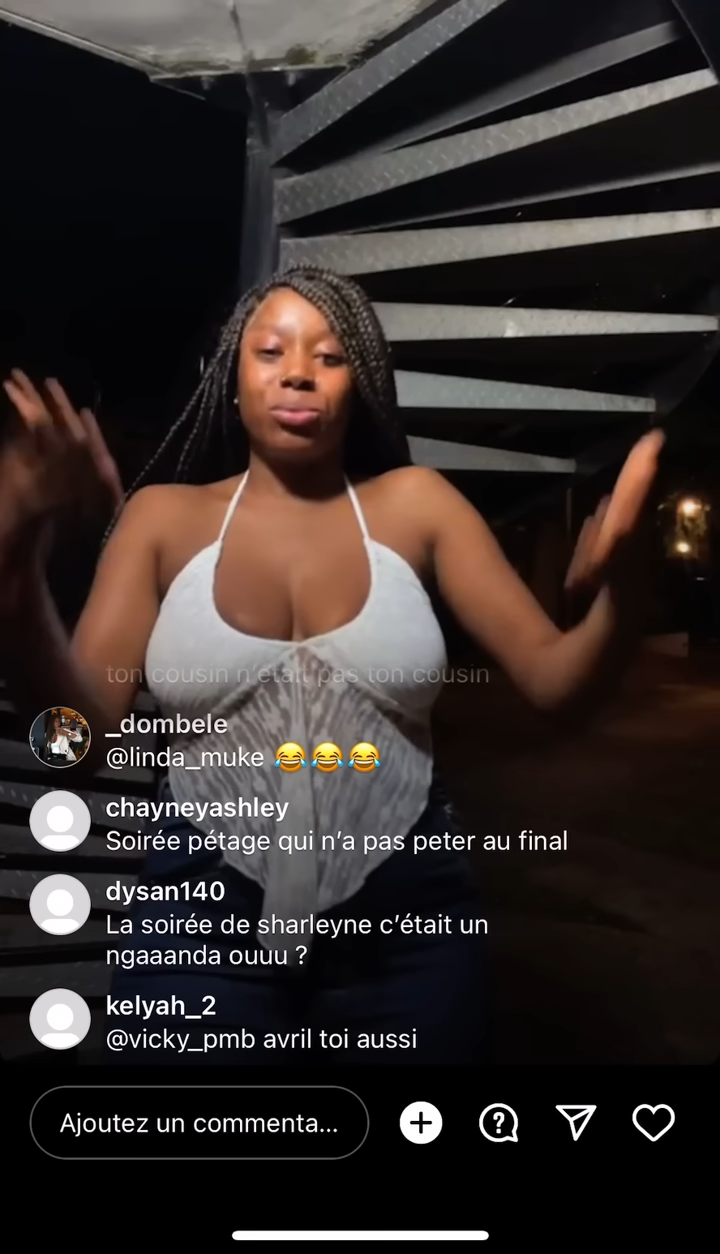 ton cousin n'était pas ton cousin
_dombele
@linda_muke 😂😂😂
chayneyashley
Soirée pétage qui n'a pas peter au final
dysan140
La soirée de sharleyne c'était un
ngaaanda ouuu ?
kelyah_2
@vicky_pmb avril toi aussi
Ajoutez un commenta...